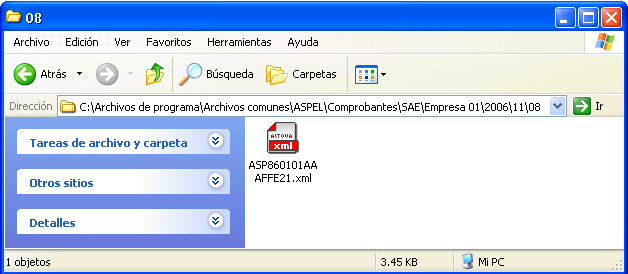 08
Archivo Edición Ver Favoritos Herramientas Ayuda
Atrás Búsqueda Carpetas
Dirección C:\Archivos de programa\Archivos comunes\ASPEL\Comprobantes\SAE\Empresa 01\2006\11\08 Ir
Tareas de archivo y carpeta
Otros sitios
Detalles
ALTOVA
xml
ASP860101AA
AFFE21.xml
1 objetos 3.45 KB Mi PC